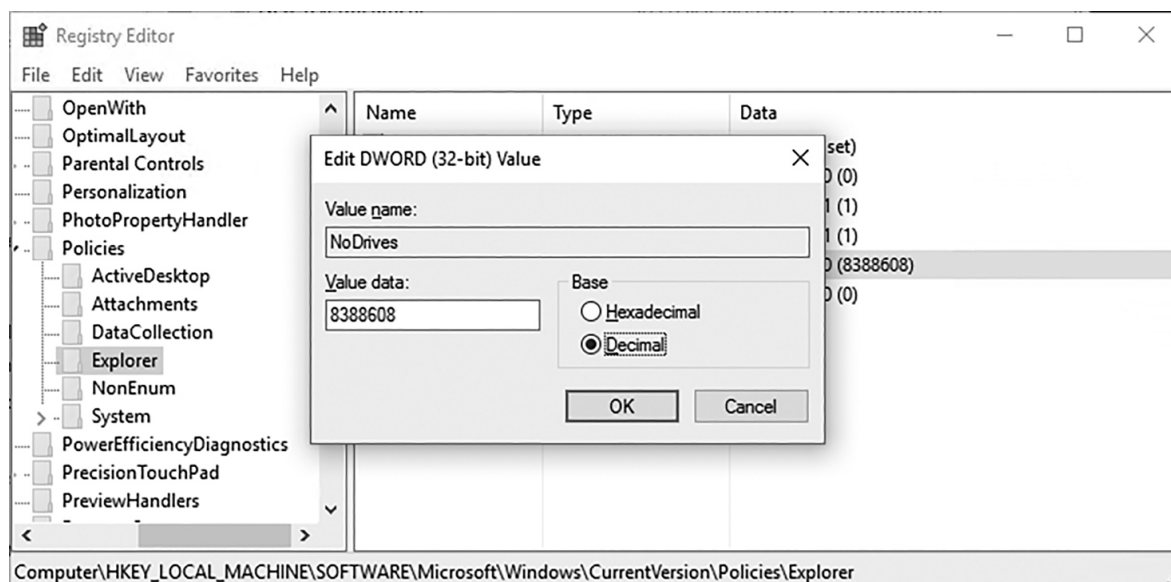 Registry Editor
File Edit View Favorites Help
OpenWith
OptimalLayout
Parental Controls
Personalization
PhotoPropertyHandler
Policies
ActiveDesktop
Attachments
DataCollection
Explorer
NonEnum
System
PowerEfficiencyDiagnostics
PrecisionTouchPad
PreviewHandlers
Name Type Data
set)
(0)
(1)
(1)
(8388608)
(0)
Edit DWORD (32-bit) Value
Value name:
NoDrives
Value data:
8388608
Base
Hexadecimal
Decimal
OK Cancel
Computer\HKEY_LOCAL_MACHINE\SOFTWARE\Microsoft\Windows\CurrentVersion\Policies\Explorer